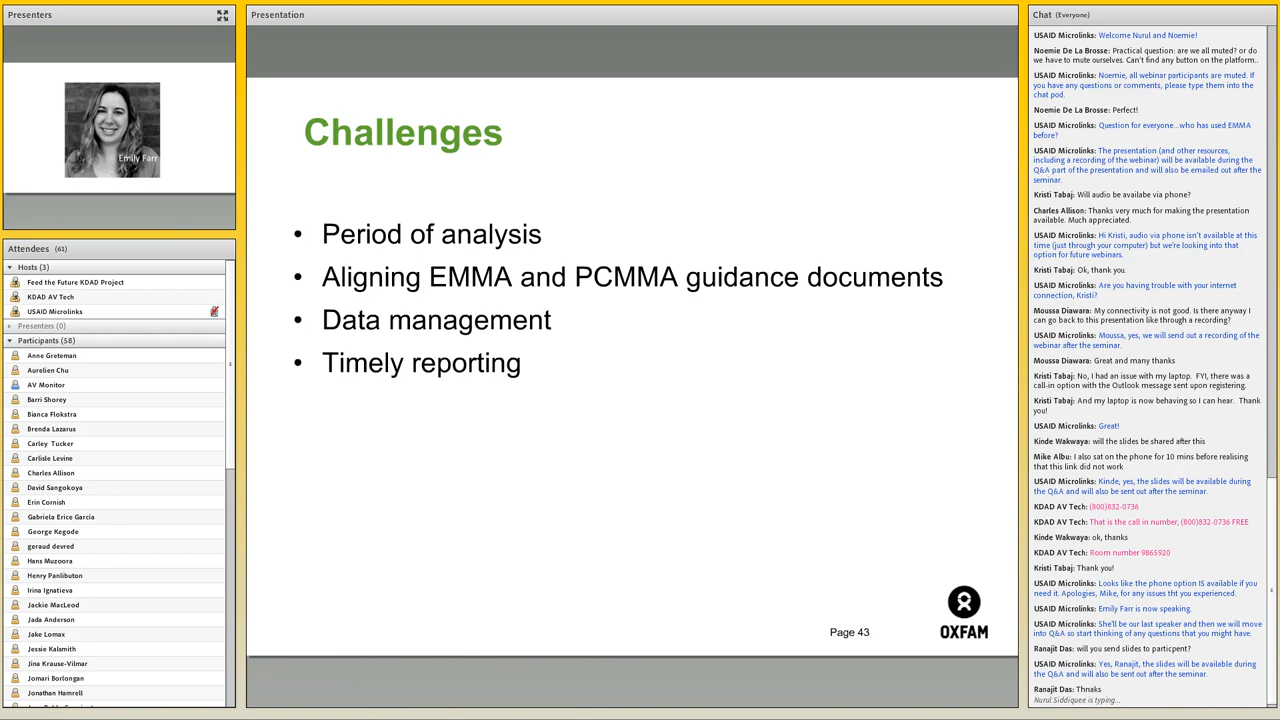 Presenters
Emily Farr
Attendees (61)
Hosts (3)
Feed the Future KDAD Project
KDAD AV Tech
USAID Microlinks
Presenters (0)
Participants (58)
Anne Greteman
Aurelien Chu
AV Monitor
Barri Shorey
Bianca Flokstra
Brenda Lazarus
Carley Tucker
Carlisle Levine
Charles Allison
David Sangokoya
Erin Cornish
Gabriela Erice García
George Kegode
geraud devred
Hans Muzoora
Henry Panlibuton
Irina Ignatieva
Jackie MacLeod
Jada Anderson
Jake Lomax
Jessie Kalsmith
Jina Krause-Vilmar
Jomari Borlongan
Jonathan Hamrell
Presentation
Challenges
• Period of analysis
• Aligning EMMA and PCMMA guidance documents
• Data management
• Timely reporting
Page 43
OXFAM
Chat (Everyone)
USAID Microlinks: Welcome Nurul and Noemie!
Noemie De La Brosse: Practical question: are we all muted? or do
we have to mute ourselves. Can't find any button on the platform..
USAID Microlinks: Noemie, all webinar participants are muted. If
you have any questions or comments, please type them into the
chat pod.
Noemie De La Brosse: Perfect!
USAID Microlinks: Question for everyone...who has used EMMA
before?
USAID Microlinks: The presentation (and other resources,
including a recording of the webinar) will be available during the
Q&A part of the presentation and will also be emailed out after the
seminar.
Kristi Tabaj: Will audio be availabe via phone?
Charles Allison: Thanks very much for making the presentation
available. Much appreciated.
USAID Microlinks: Hi Kristi, audio via phone isn't available at this
time (just through your computer) but we're looking into that
option for future webinars.
Kristi Tabaj: Ok, thank you.
USAID Microlinks: Are you having trouble with your internet
connection, Kristi?
Moussa Diawara: My connectivity is not good. Is there anyway I
can go back to this presentation like through a recording?
USAID Microlinks: Moussa, yes, we will send out a recording of the
webinar after the seminar.
Moussa Diawara: Great and many thanks
Kristi Tabaj: No, I had an issue with my laptop. FYI, there was a
call-in option with the Outlook message sent upon registering.
Kristi Tabaj: And my laptop is now behaving so I can hear. Thank
you!
USAID Microlinks: Great!
Kinde Wakwaya: will the slides be shared after this
Mike Albu: I also sat on the phone for 10 mins before realising
that this link did not work
USAID Microlinks: Kinde, yes, the slides will be available during
the Q&A and will also be sent out after the seminar.
KDAD AV Tech: (800)832-0736
KDAD AV Tech: That is the call in number, (800)832-0736 FREE
Kinde Wakwaya: ok, thanks
KDAD AV Tech: Room number 9865920
Kristi Tabaj: Thank you!
USAID Microlinks: Looks like the phone option IS available if you
need it. Apologies, Mike, for any issues tht you experienced.
USAID Microlinks: Emily Farr is now speaking.
USAID Microlinks: She'll be our last speaker and then we will move
into Q&A so start thinking of any questions that you might have.
Ranajit Das: will you send slides to particpent?
USAID Microlinks: Yes, Ranajit, the slides will be available during
the Q&A and will also be sent out after the seminar.
Ranajit Das: Thnaks
Nurul Siddiquee is typing...